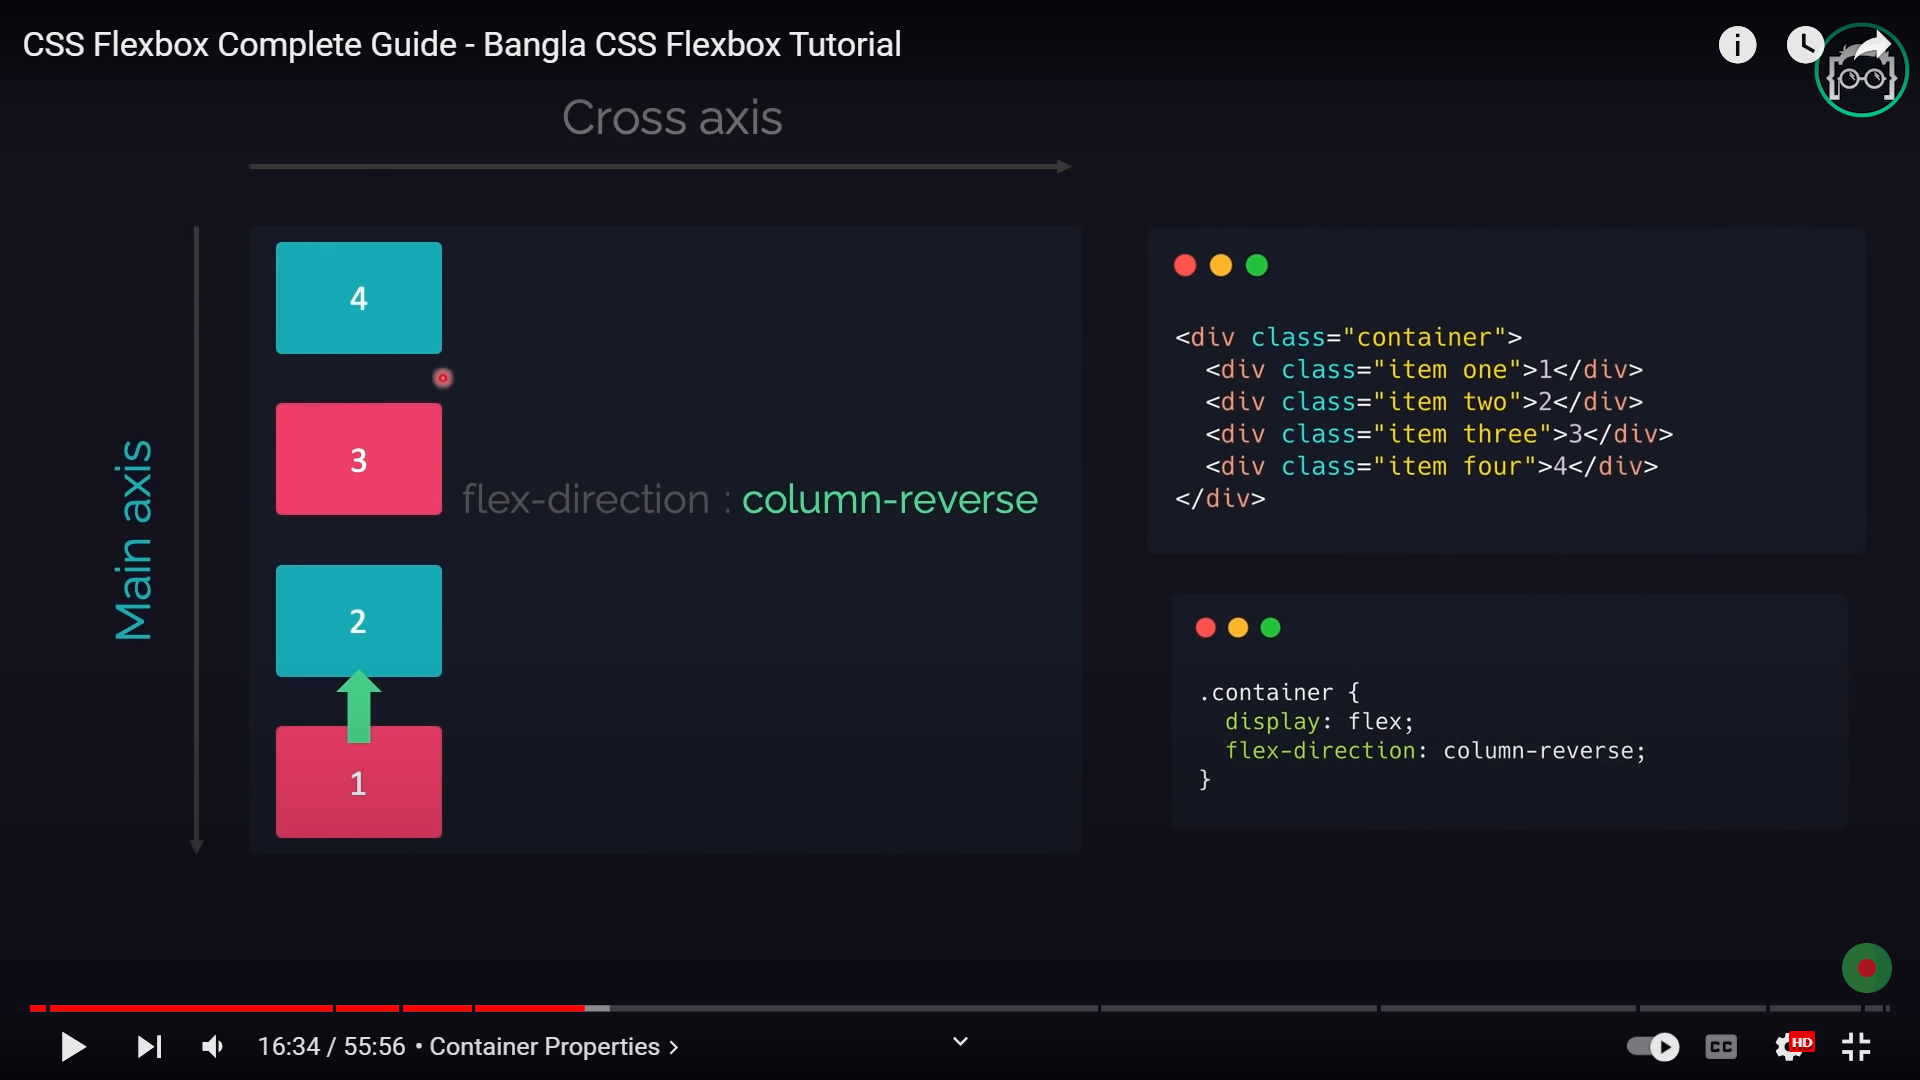 CSS Flexbox Complete Guide - Bangla CSS Flexbox Tutorial
Cross axis
Main axis
4
3
flex-direction : column-reverse
2
1
<div class="container">
  <div class="item one">1</div>
  <div class="item two">2</div>
  <div class="item three">3</div>
  <div class="item four">4</div>
</div>
.container {
  display: flex;
  flex-direction: column-reverse;
}
16:34 / 55:56 • Container Properties >
CC
HD